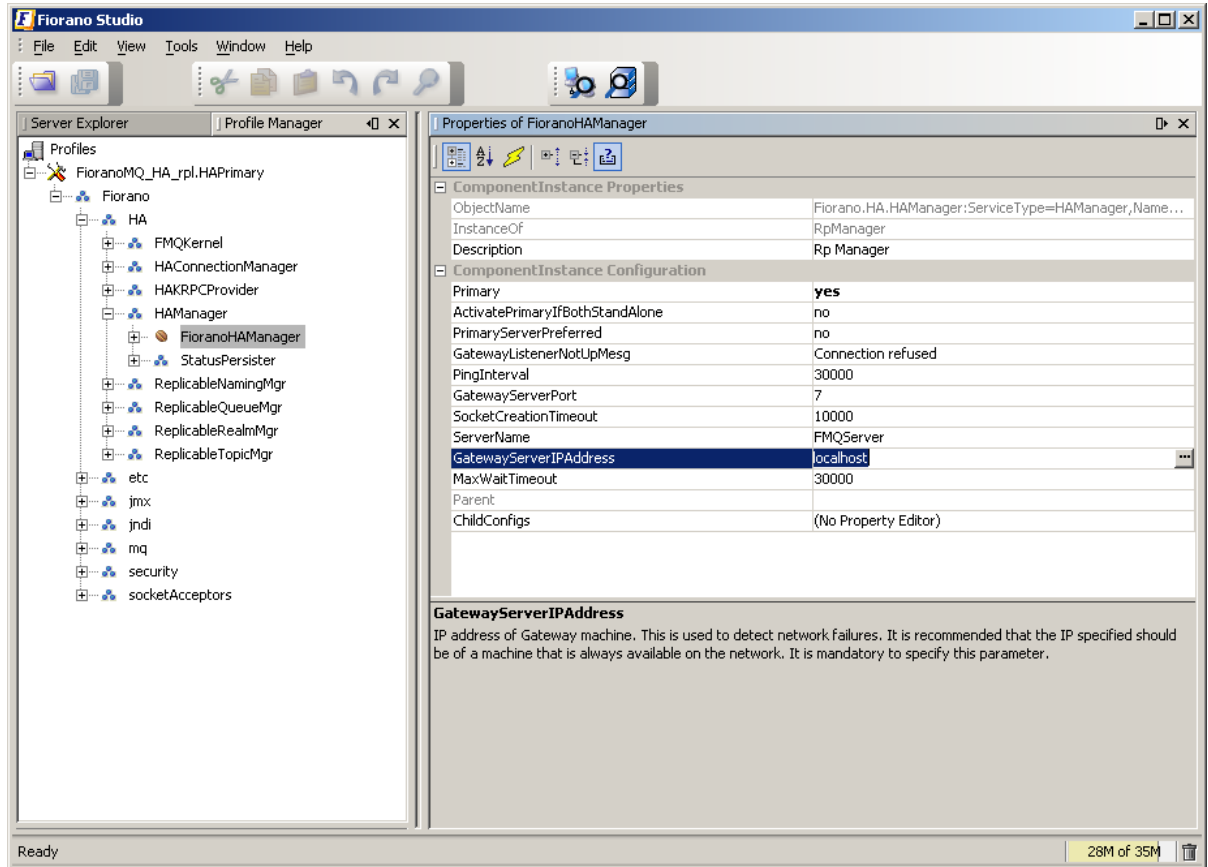 Fiorano Studio
File Edit View Tools Window Help
Server Explorer Profile Manager
Profiles
FioranoMQ_HA_rpl.HAPrimary
Fiorano
HA
FMQKernel
HAConnectionManager
HAKRPCProvider
HAManager
FioranoHAManager
StatusPersister
ReplicableNamingMgr
ReplicableQueueMgr
ReplicableRealmMgr
ReplicableTopicMgr
etc
jmx
jndi
mq
security
socketAcceptors
Properties of FioranoHAManager
ComponentInstance Properties
ObjectName Fiorano.HA.HAManager:ServiceType=HAManager,Name...
InstanceOf RpManager
Description Rp Manager
ComponentInstance Configuration
Primary yes
ActivatePrimaryIfBothStandAlone no
PrimaryServerPreferred no
GatewayListenerNotUpMesg Connection refused
PingInterval 30000
GatewayServerPort 7
SocketCreationTimeout 10000
ServerName FMQServer
GatewayServerIPAddress localhost ...
MaxWaitTimeout 30000
Parent
ChildConfigs (No Property Editor)
GatewayServerIPAddress
IP address of Gateway machine. This is used to detect network failures. It is recommended that the IP specified should
be of a machine that is always available on the network. It is mandatory to specify this parameter.
Ready 28M of 35M